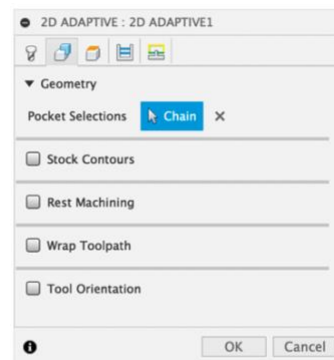 2D ADAPTIVE : 2D ADAPTIVE1
Geometry
Pocket Selections Chain
Stock Contours
Rest Machining
Wrap Toolpath
Tool Orientation
OK Cancel